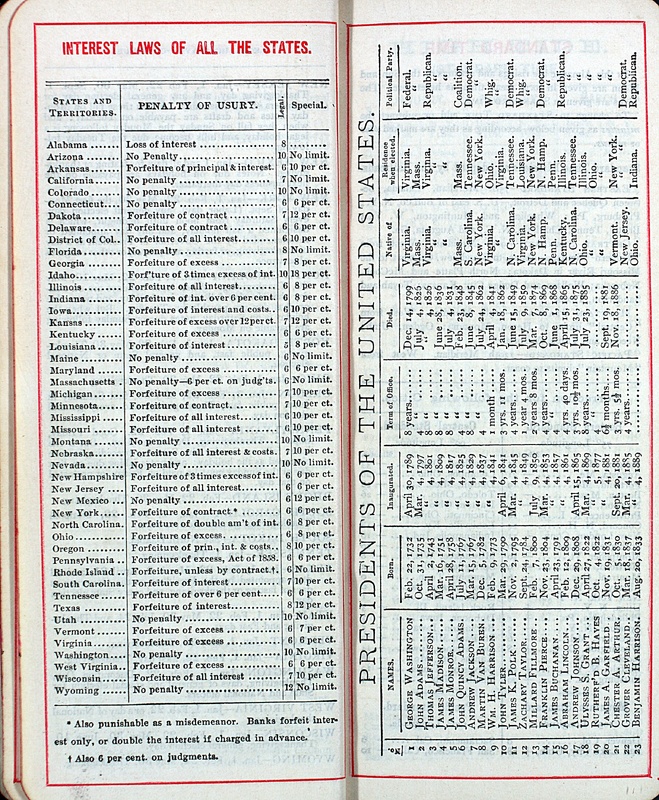 INTEREST LAWS OF ALL THE STATES.
STATES AND TERRITORIES. PENALTY OF USURY. Legal. Special.
Alabama Loss of interest 8
Arizona No Penalty 10 No limit.
Arkansas Forfeiture of principal & interest. 6 10 per ct.
California No penalty 7 No limit.
Colorado No penalty 10 No limit.
Connecticut No penalty 6 6 per ct.
Dakota Forfeiture of contract 7 12 per ct.
Delaware Forfeiture of contract 6 6 per ct.
District of Col. Forfeiture of all interest 6 10 per ct.
Florida No penalty 8 No limit.
Georgia Forfeiture of excess 7 8 per ct.
Idaho Forf'ture of 3 times excess of int. 10 18 per ct.
Illinois Forfeiture of all interest 6 8 per ct.
Indiana Forfeiture of int. over 6 per cent. 6 8 per ct.
Iowa Forfeiture of interest and costs 6 10 per ct.
Kansas Forfeiture of excess over 12 per ct. 7 12 per ct.
Kentucky Forfeiture of excess 6 6 per ct.
Louisiana Forfeiture of interest 5 8 per ct.
Maine No penalty 6 No limit.
Maryland Forfeiture of excess 6 6 per ct.
Massachusetts No penalty—6 per ct. on judg'ts. 6 No limit.
Michigan Forfeiture of excess 7 10 per ct.
Minnesota Forfeiture of contract. 7 10 per ct.
Mississippi Forfeiture of all interest 6 10 per ct.
Missouri Forfeiture of all interest 6 10 per ct.
Montana No penalty 10 No limit.
Nebraska Forfeiture of all interest & costs. 7 10 per ct.
Nevada No penalty 10 No limit.
New Hampshire Forfeiture of 3 times excess of int. 6 6 per ct.
New Jersey Forfeiture of all interest 6 6 per ct.
New Mexico No penalty 6 12 per ct.
New York Forfeiture of contract.* 6 6 per ct.
North Carolina. Forfeiture of double am't of int. 6 8 per ct.
Ohio Forfeiture of excess. 6 8 per ct.
Oregon Forfeiture of prin., int. & costs 8 10 per ct.
Pennsylvania Forfeiture of excess, Act of 1858. 6 6 per ct.
Rhode Island Forfeiture, unless by contract.† 6 No limit.
South Carolina. Forfeiture of interest 7 10 per ct.
Tennessee Forfeiture of over 6 per cent. 6 6 per ct.
Texas Forfeiture of interest 8 12 per ct.
Utah No penalty 10 No limit.
Vermont Forfeiture of excess 6 7 per ct.
Virginia Forfeiture of excess 6 6 per ct.
Washington No penalty 10 No limit.
West Virginia Forfeiture of excess 6 6 per ct.
Wisconsin Forfeiture of all interest 7 10 per ct.
Wyoming No penalty 12 No limit.
* Also punishable as a misdemeanor. Banks forfeit inter-
est only, or double the interest if charged in advance.
† Also 6 per cent. on judgments.
PRESIDENTS OF THE UNITED STATES.
No. NAMES. Born. Inaugurated. Term of Office. Died. Native of Residence when elected. Political Party.
1 GEORGE WASHINGTON Feb. 22, 1732 April 30, 1789 8 years. Dec. 14, 1799 Virginia. Virginia. Federal.
2 JOHN ADAMS Oct. 1735 Mar. 4, 1797 4 " July 4, 1826 Mass. Mass. "
3 THOMAS JEFFERSON. April 2, 1743 " 4, 1801 8 " " 4, 1826 Virginia. Virginia. Republican.
4 JAMES MADISON. Mar. 16, 1751 " 4, 1809 8 " June 28, 1836 " " "
5 JAMES MONROE. April 28, 1758 " 4, 1817 8 " July 4, 1831 " "
6 JOHN QUINCY ADAMS. July 11, 1767 " 4, 1825 4 " Feb. 23, 1848 Mass. Mass. Coalition.
7 ANDREW JACKSON Mar. 15, 1767 " 4, 1829 8 " June 8, 1845 S. Carolina. Tennessee. Democrat.
8 MARTIN VAN BUREN. Dec. 5, 1782 " 4, 1837 4 " July 24, 1862 New York. New York. "
9 WM. H. HARRISON Feb. 9, 1773 " 4, 1841 1 month April 4, 1841 Virginia. Ohio. Whig.
10 JOHN TYLER Mar. 29, 1790 April 6, 1841 3 yrs. 11 mos. Jan. 18, 1862 " Virginia. "
11 JAMES K. POLK Nov. 2, 1795 Mar. 4, 1845 4 years. June 15, 1849 N. Carolina. Tennessee. Democrat.
12 ZACHARY TAYLOR. Sept. 24, 1784 " 1849 1 year 4 mos. July 9, 1850 Virginia. Louisiana. Whig.
13 MILLARD FILLMORE. 1800 July 9, 1850 2 years 8 mos. Mar. 7, 1874 New York. New York. "
14 FRANKLIN PIERCE. Nov. 23, 1804 Mar. 4, 1853 4 years. Oct. 8, 1869 N. Hamp. N. Hamp. Democrat.
15 JAMES BUCHANAN. April 23, 1791 " 4, 1857 4 " June 1, 1868 Penn. Penn. "
16 ABRAHAM LINCOLN. Feb. 12, 1809 " 4, 1861 4 yrs. 40 days. April 15, 1865 Kentucky. Illinois. Republican.
17 ANDREW JOHNSON. Dec. 29, 1808 April 15, 1865 3 yrs. 10½ mos. July 31, 1875 N. Carolina. Tennessee. "
18 ULYSSES S. GRANT April 27, 1822 Mar. 4, 1869 8 years. July 23, 1885 Ohio. Illinois. "
19 RUTHERF'D B. HAYES Oct. 4, 1822 " 5, 1877 4 " " Ohio. "
20 JAMES A. GARFIELD Nov. 19, 1831 " 4, 1881 6½ months. Sept. 19, 1881 " " "
21 CHESTER A. ARTHUR. Oct. 5, 1830 Sept. 20, 1881 3 yrs. 5½ mos. Nov. 18, 1886 Vermont. New York. "
22 GROVER CLEVELAND. Mar. 18, 1837 Mar. 4, 1885 4 years. New Jersey. " Democrat.
23 BENJAMIN HARRISON. Aug. 20, 1833 Mar. 4, 1889 Ohio. Indiana. Republican.